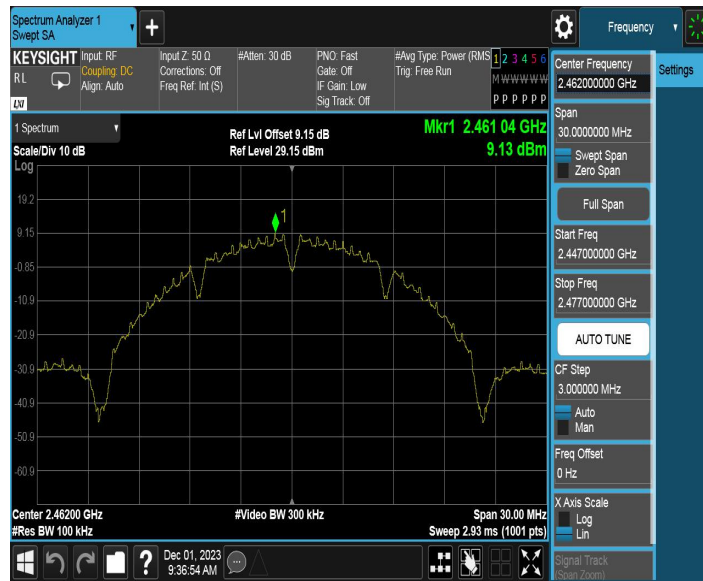 Spectrum Analyzer 1
Swept SA
Frequency
KEYSIGHT
RL
LXI
Input: RF
Coupling: DC
Align: Auto
Input Z: 50 Ω
Corrections: Off
Freq Ref: Int (S)
#Atten: 30 dB
PNO: Fast
Gate: Off
IF Gain: Low
Sig Track: Off
#Avg Type: Power (RMS
Trig: Free Run
1 2 3 4 5 6
M W W W W W
P P P P P P
1 Spectrum
Scale/Div 10 dB
Log
Ref Lvl Offset 9.15 dB
Ref Level 29.15 dBm
Mkr1 2.461 04 GHz
9.13 dBm
19.2
9.15
-0.85
-10.9
-20.9
-30.9
-40.9
-50.9
-60.9
1
Center 2.46200 GHz
#Res BW 100 kHz
#Video BW 300 kHz
Span 30.00 MHz
Sweep 2.93 ms (1001 pts)
?
Dec 01, 2023
9:36:54 AM
Settings
Center Frequency
2.462000000 GHz
Span
30.0000000 MHz
Swept Span
Zero Span
Full Span
Start Freq
2.447000000 GHz
Stop Freq
2.477000000 GHz
AUTO TUNE
CF Step
3.000000 MHz
Auto
Man
Freq Offset
0 Hz
X Axis Scale
Log
Lin
Signal Track
(Span Zoom)